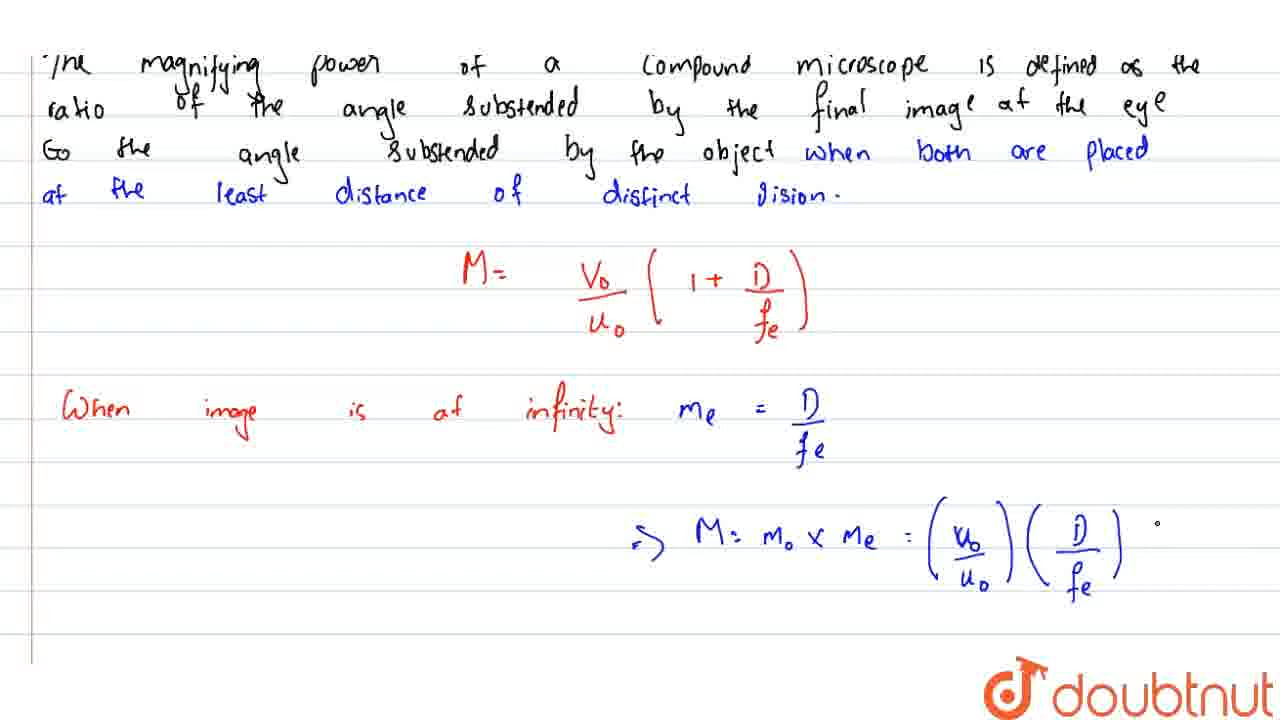 The magnifying power of a compound microscope is defined as the
ratio of the angle substended by the final image at the eye
to the angle substended by the object when both are placed
at the least distance of distinct vision.
M = V₀/u₀ (1 + D/fe)
When image is at infinity: me = D/fe
⇒ M = m₀ × me = (v₀/u₀) (D/fe)
doubtnut